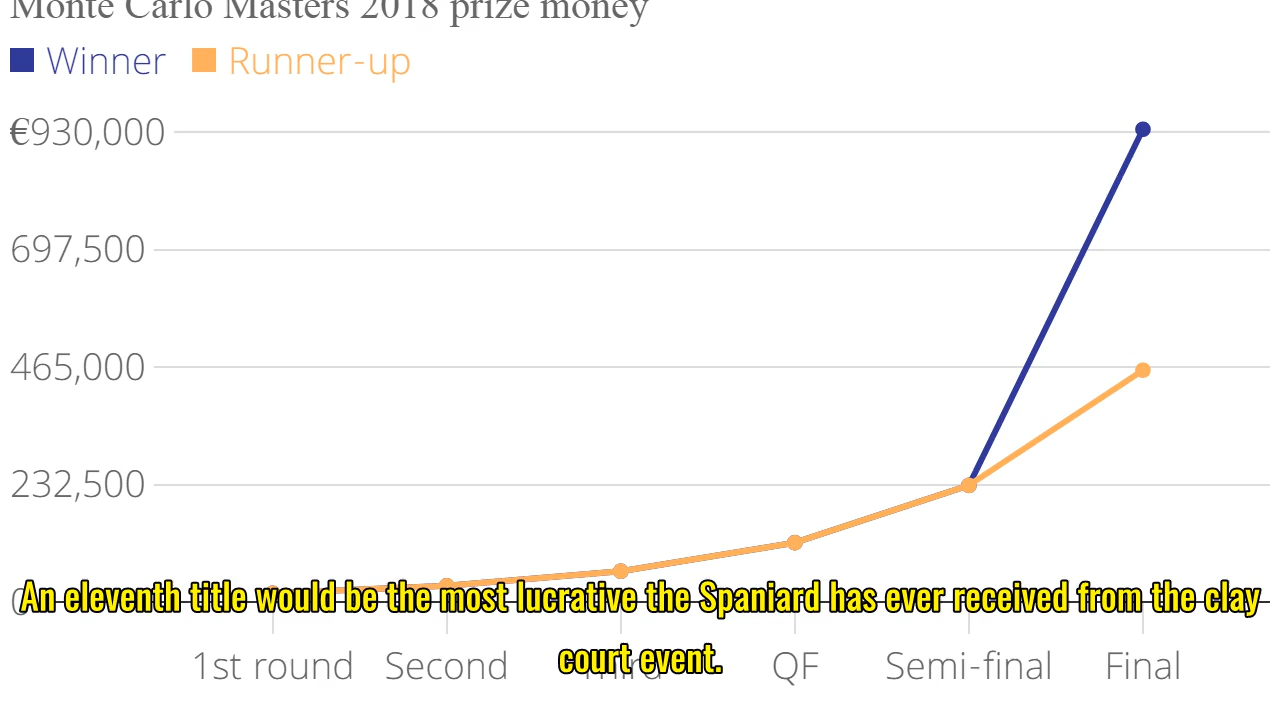 Monte Carlo Masters 2018 prize money
Winner Runner-up
€930,000
697,500
465,000
232,500
0
An eleventh title would be the most lucrative the Spaniard has ever received from the clay
court event.
1st round Second Third QF Semi-final Final